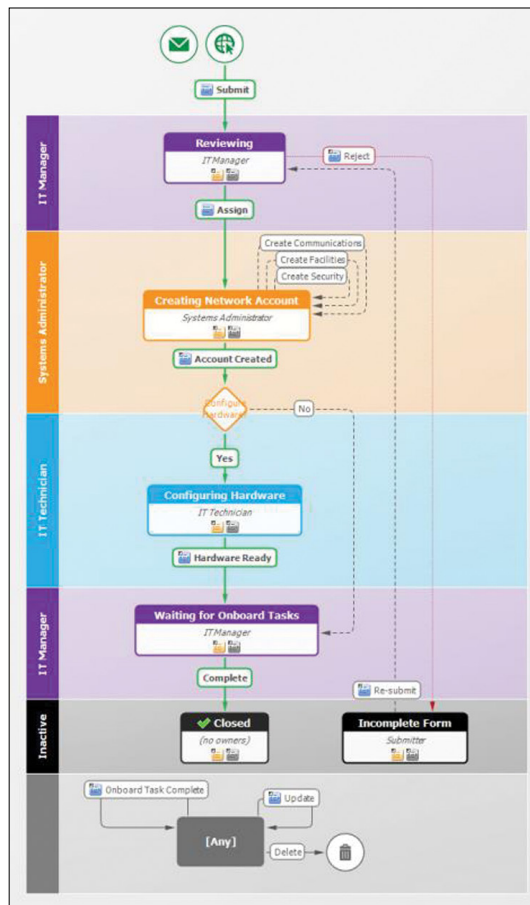 Submit
IT Manager
Reviewing
IT Manager
Reject
Assign
Systems Administrator
Create Communications
Create Facilities
Create Security
Creating Network Account
Systems Administrator
Account Created
Configure
Hardware?
No
Yes
IT Technician
Configuring Hardware
IT Technician
Hardware Ready
IT Manager
Waiting for Onboard Tasks
IT Manager
Complete
Re-submit
Inactive
Closed
(no owners)
Incomplete Form
Submitter
Onboard Task Complete
Update
[Any]
Delete